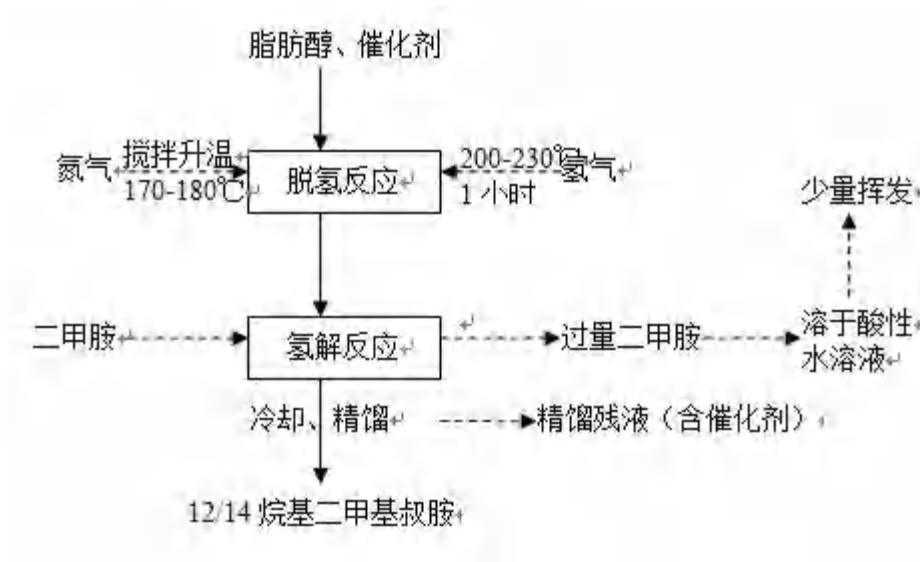 脂肪醇、催化剂
氮气
搅拌升温
170-180℃
脱氢反应
200-230℃
1 小时
氢气
少量挥发
二甲胺
氢解反应
过量二甲胺
溶于酸性
水溶液
冷却、精馏
精馏残液（含催化剂）
12/14 烷基二甲基叔胺